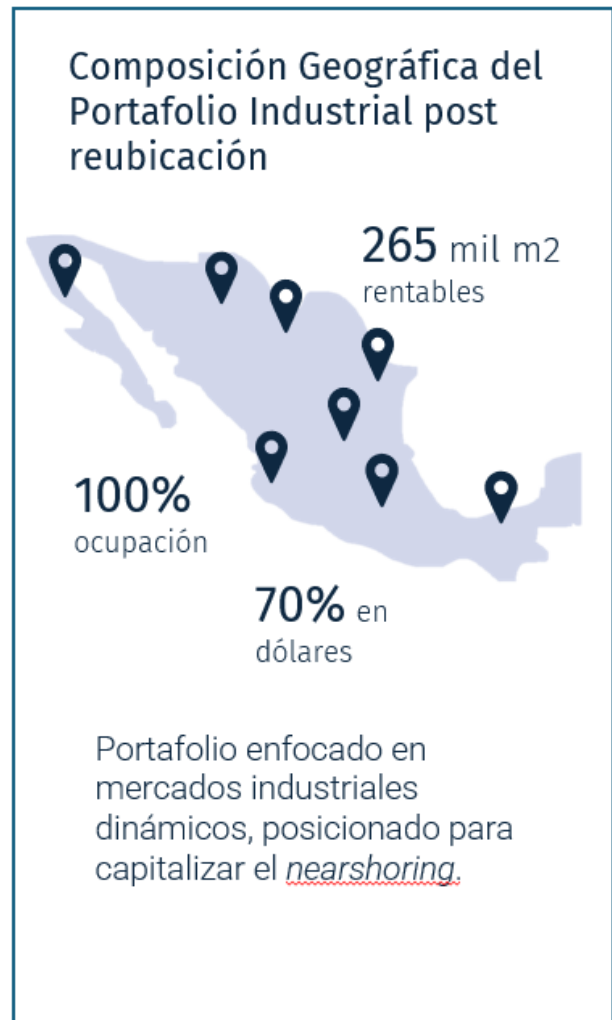 Composición Geográfica del
Portafolio Industrial post
reubicación
265 mil m2
rentables
100%
ocupación
70% en
dólares
Portafolio enfocado en
mercados industriales
dinámicos, posicionado para
capitalizar el nearshoring.